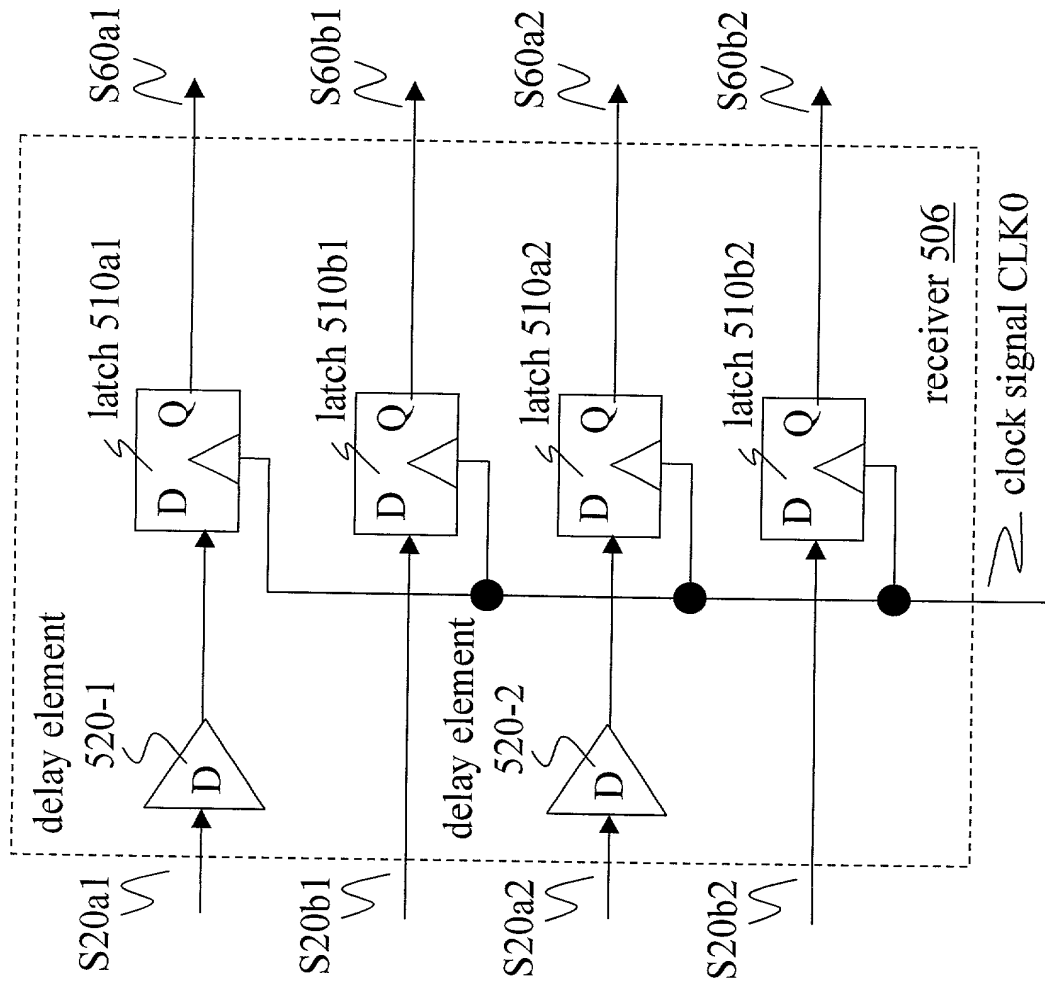 S20a1
delay element
520-1
D
latch 510a1
D Q
S60a1
S20b1
latch 510b1
D Q
S60b1
S20a2
delay element
520-2
D
latch 510a2
D Q
S60a2
S20b2
latch 510b2
D Q
S60b2
receiver 506
clock signal CLK0